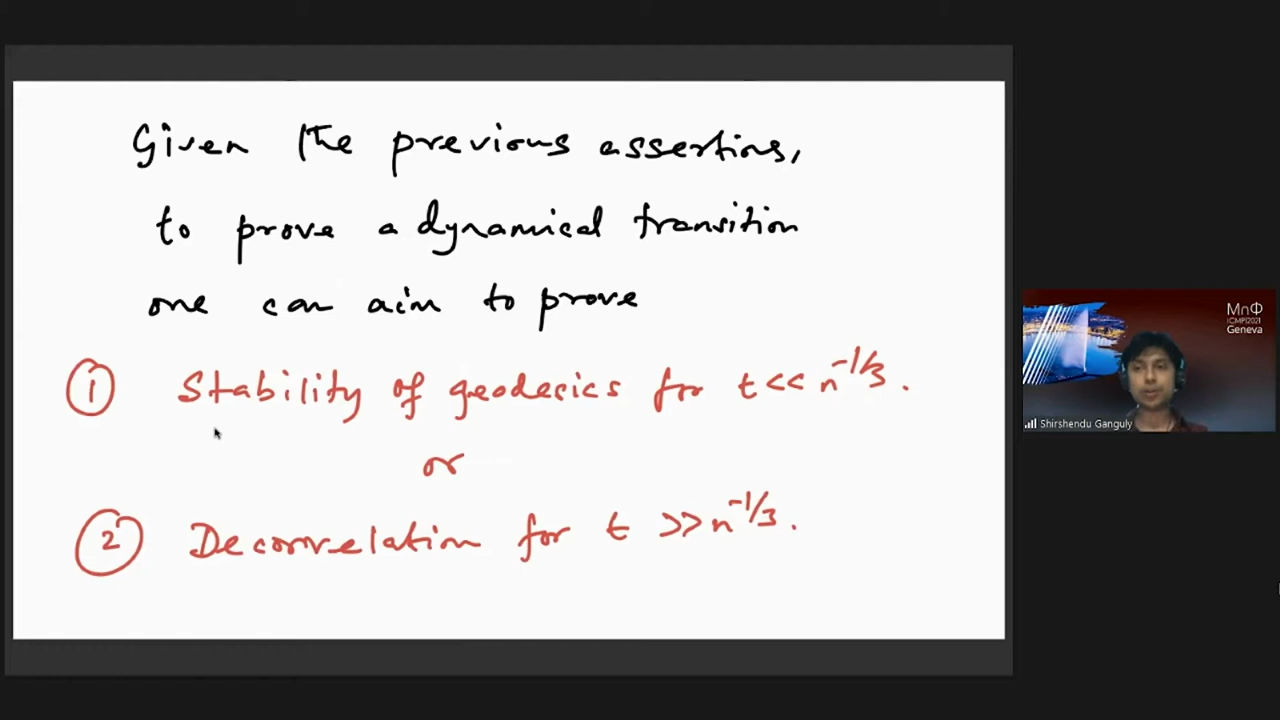 Given the previous assertions,
to prove a dynamical transition
one can aim to prove
① Stability of geodesics for t << n^{-1/3}.
or
② Decorrelation for t >> n^{-1/3}.
ΜηΦ
ICMP2021
Geneva
Shirshendu Ganguly